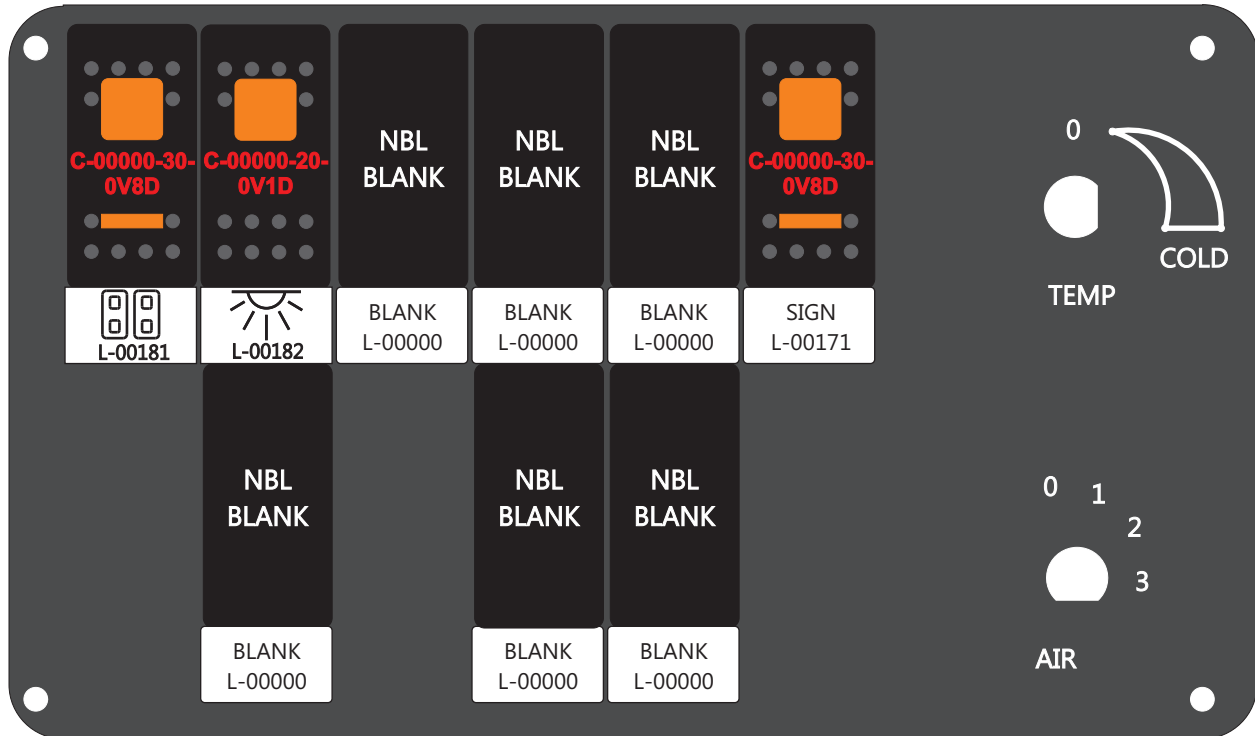 C-00000-30-
0V8D
C-00000-20-
0V1D
NBL
BLANK
NBL
BLANK
NBL
BLANK
C-00000-30-
0V8D
L-00181
L-00182
BLANK
L-00000
BLANK
L-00000
BLANK
L-00000
SIGN
L-00171
0
COLD
TEMP
NBL
BLANK
NBL
BLANK
NBL
BLANK
BLANK
L-00000
BLANK
L-00000
BLANK
L-00000
0
1
2
3
AIR